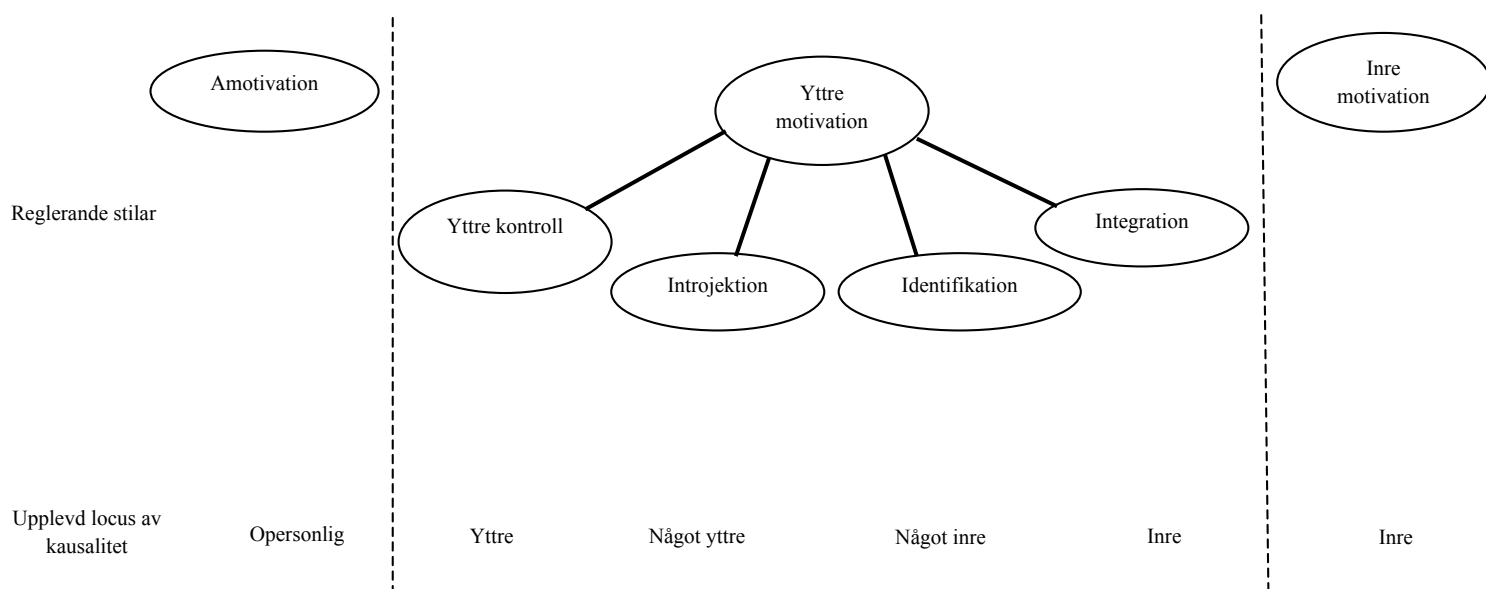 Amotivation
Yttre
motivation
Inre
motivation
Reglerande stilar
Yttre kontroll
Introjektion
Identifikation
Integration
Upplevd locus av
kausalitet
Opersonlig
Yttre
Något yttre
Något inre
Inre
Inre